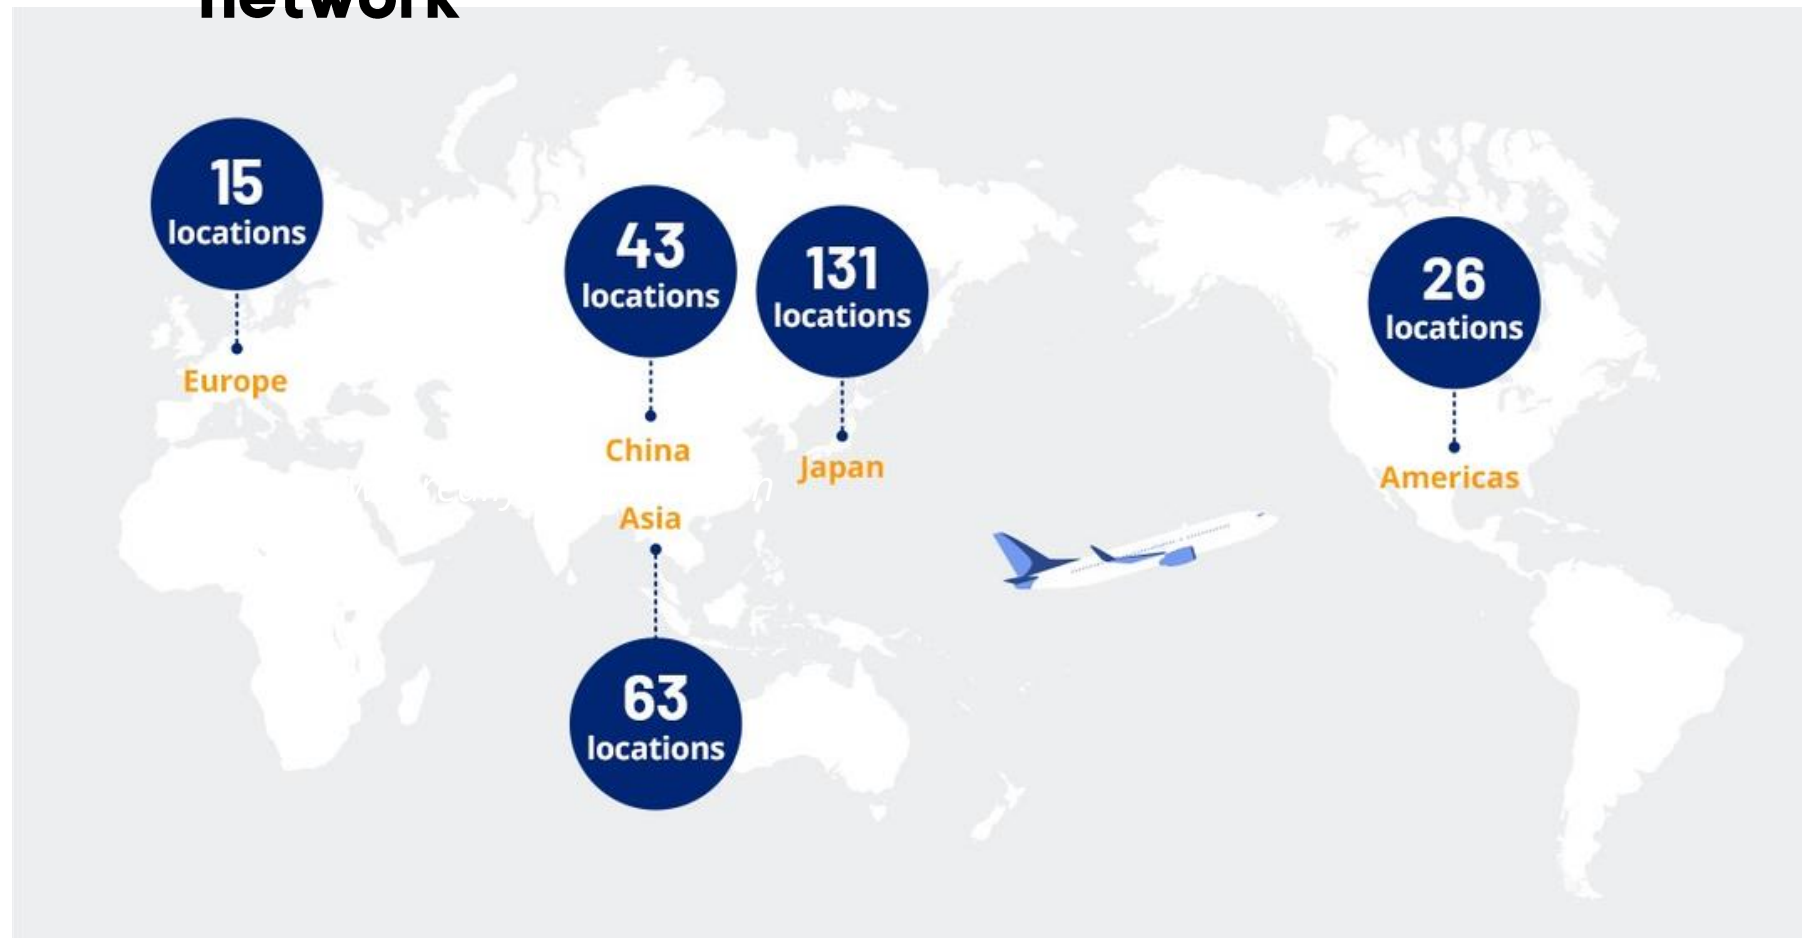 network
15
locations
Europe
43
locations
China
131
locations
Japan
26
locations
Americas
Asia
63
locations